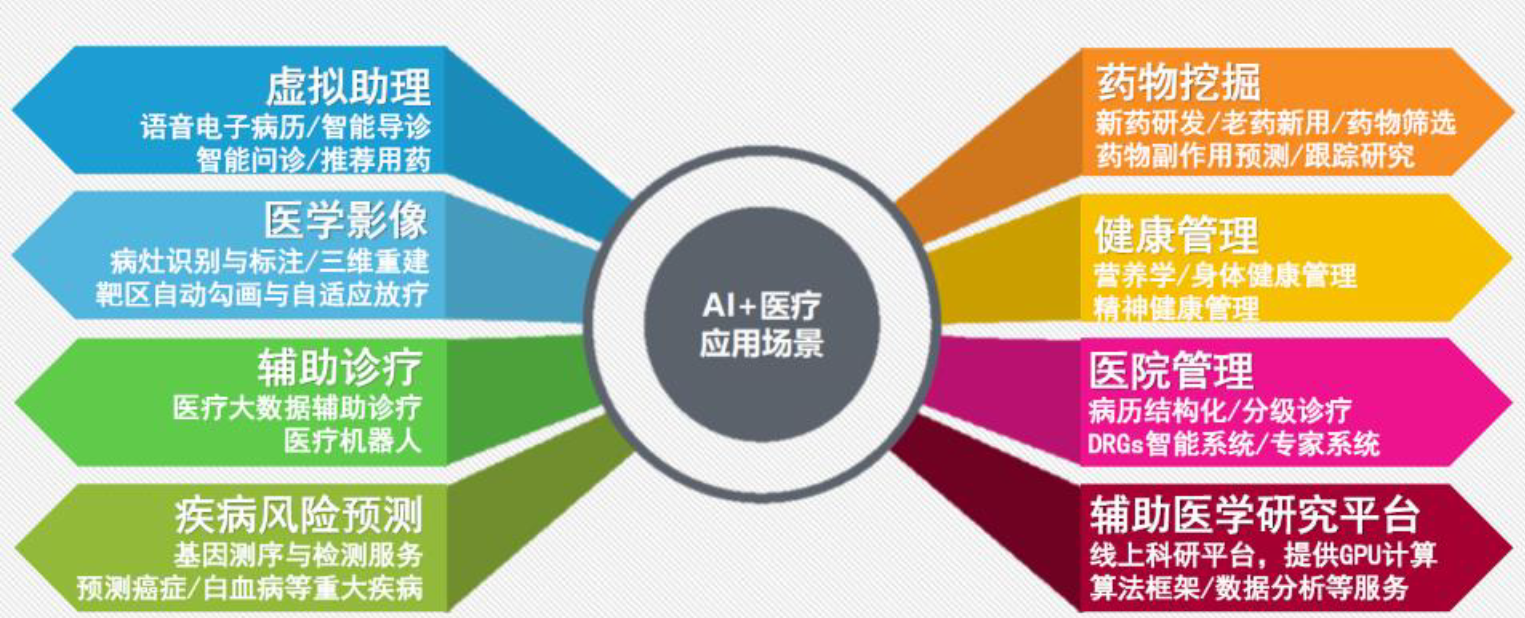 虚拟助理
语音电子病历/智能导诊
智能问诊/推荐用药
医学影像
病灶识别与标注/三维重建
靶区自动勾画与自适应放疗
辅助诊疗
医疗大数据辅助诊疗
医疗机器人
疾病风险预测
基因测序与检测服务
预测癌症/白血病等重大疾病
AI+医疗
应用场景
药物挖掘
新药研发/老药新用/药物筛选
药物副作用预测/跟踪研究
健康管理
营养学/身体健康管理
精神健康管理
医院管理
病历结构化/分级诊疗
DRGs智能系统/专家系统
辅助医学研究平台
线上科研平台，提供GPU计算
算法框架/数据分析等服务